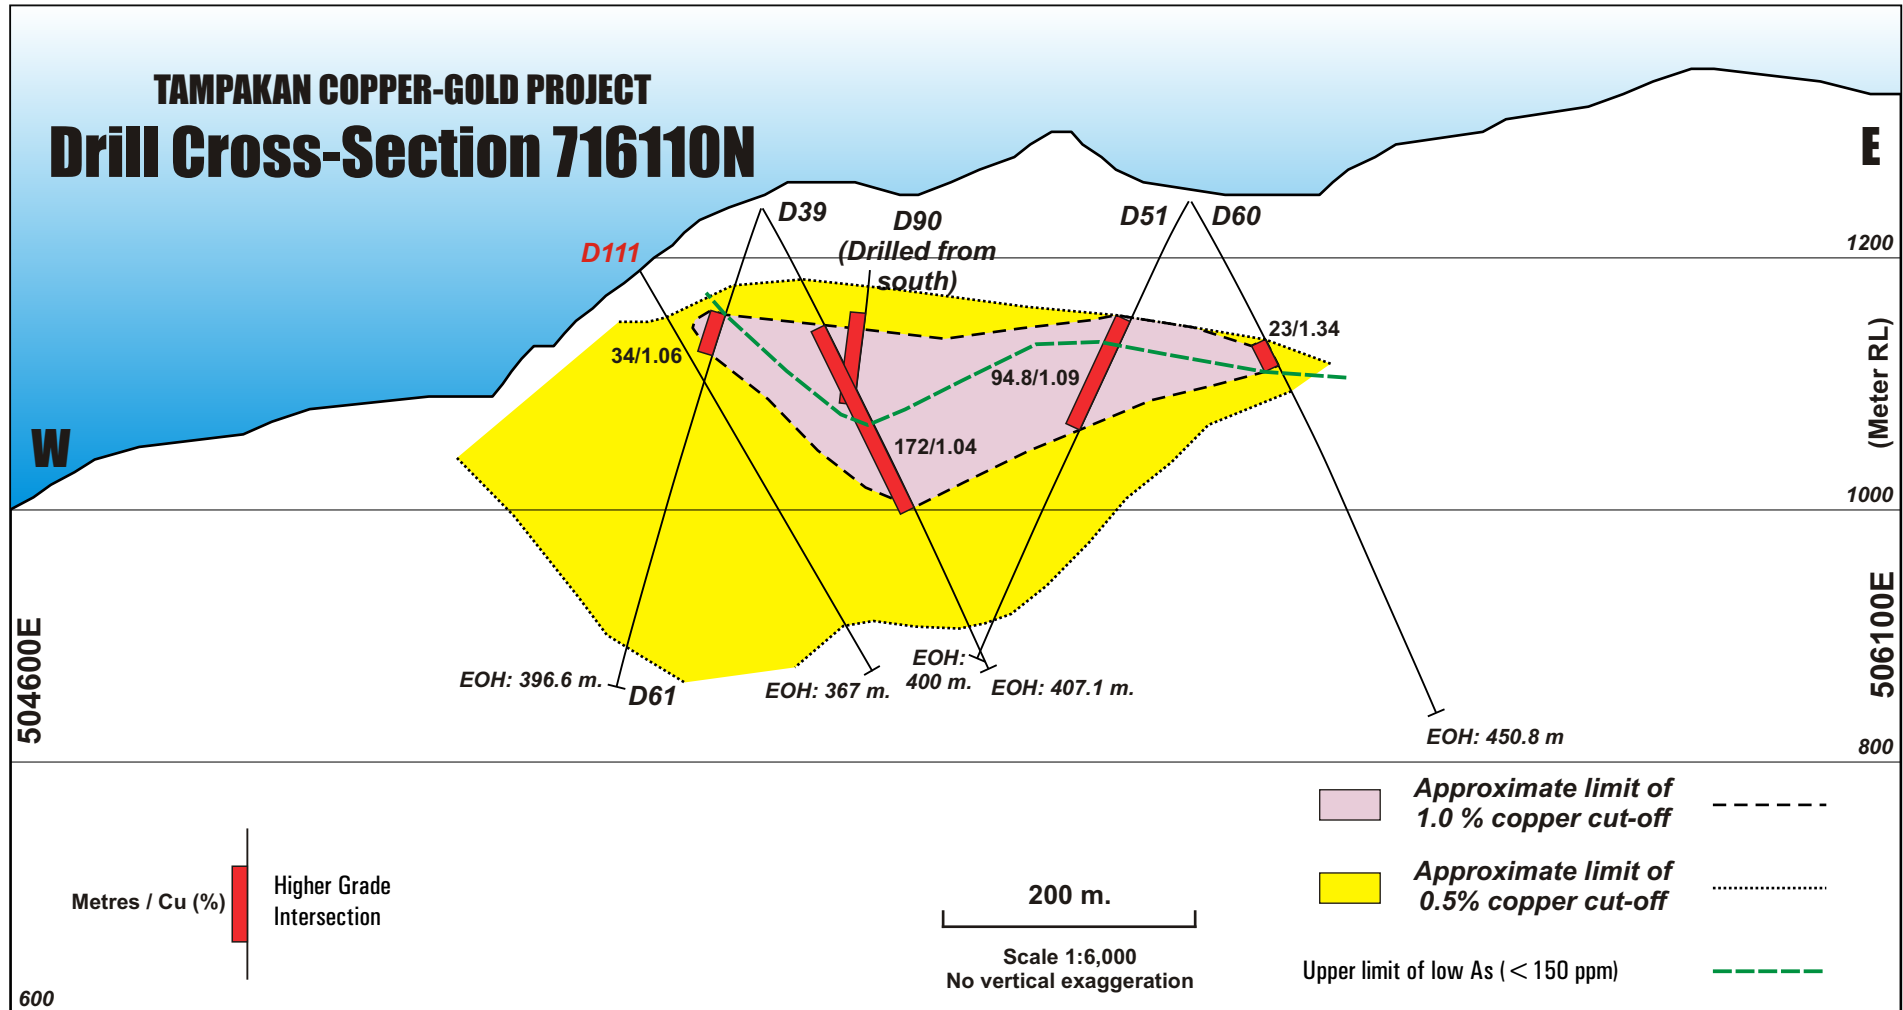 TAMPAKAN COPPER-GOLD PROJECT
Drill Cross-Section 716110N
E
W
D39
D90
(Drilled from
south)
D51
D60
D111
1200
(Meter RL)
23/1.34
34/1.06
94.8/1.09
172/1.04
1000
504600E
506100E
EOH: 396.6 m.
D61
EOH: 367 m.
EOH:
400 m.
EOH: 407.1 m.
EOH: 450.8 m
800
Approximate limit of
1.0 % copper cut-off
Approximate limit of
0.5% copper cut-off
Upper limit of low As ( < 150 ppm)
Metres / Cu (%)
Higher Grade
Intersection
200 m.
Scale 1:6,000
No vertical exaggeration
600